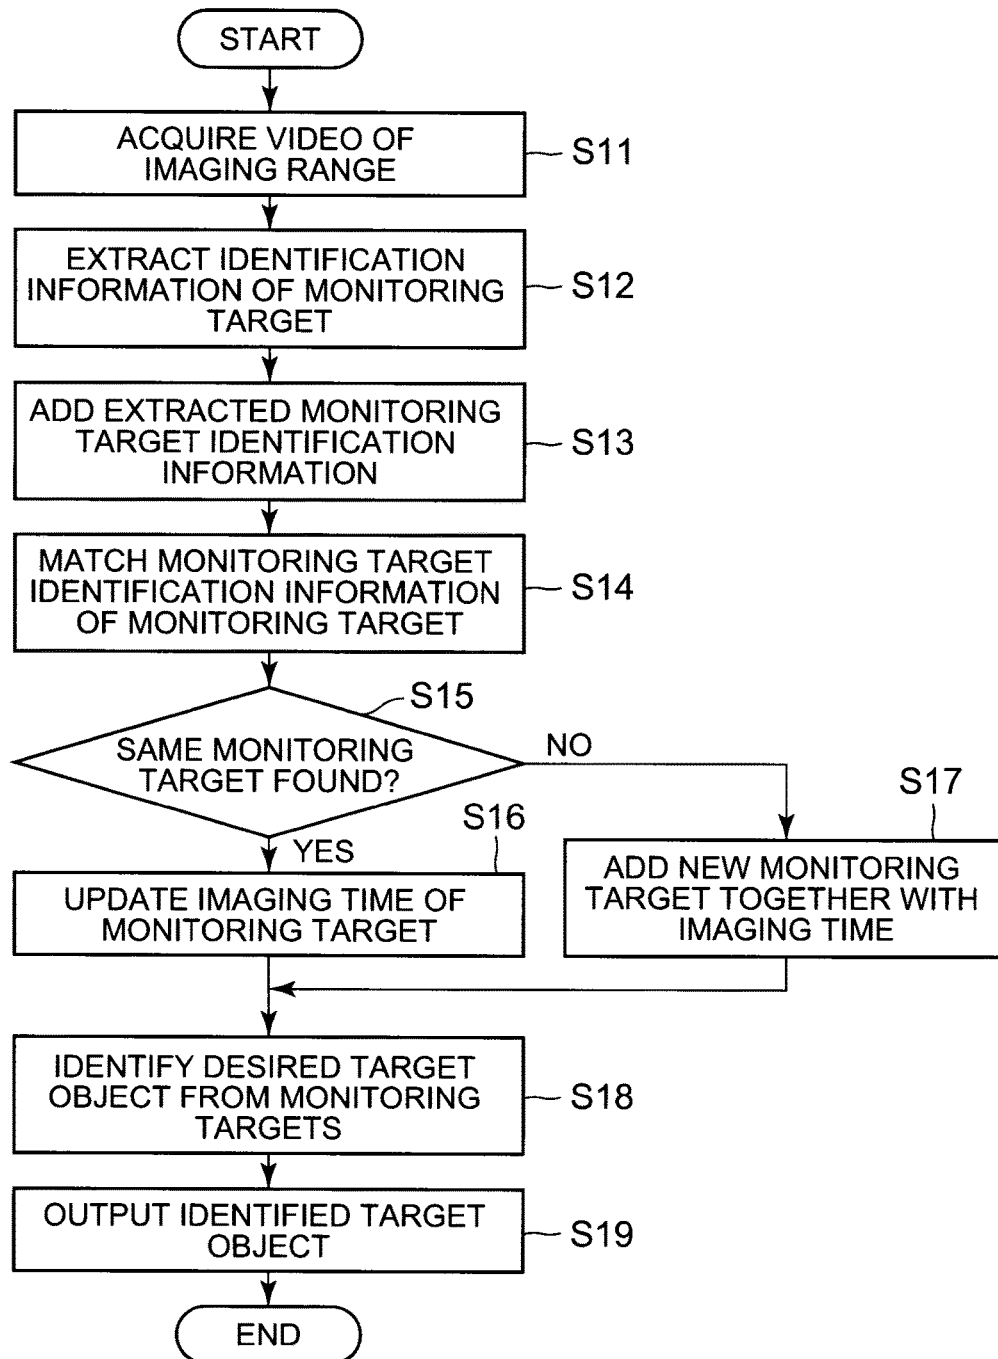 START
ACQUIRE VIDEO OF
IMAGING RANGE
S11
EXTRACT IDENTIFICATION
INFORMATION OF MONITORING
TARGET
S12
ADD EXTRACTED MONITORING
TARGET IDENTIFICATION
INFORMATION
S13
MATCH MONITORING TARGET
IDENTIFICATION INFORMATION
OF MONITORING TARGET
S14
S15
SAME MONITORING
TARGET FOUND?
NO
YES
S16
UPDATE IMAGING TIME OF
MONITORING TARGET
S17
ADD NEW MONITORING
TARGET TOGETHER WITH
IMAGING TIME
IDENTIFY DESIRED TARGET
OBJECT FROM MONITORING
TARGETS
S18
OUTPUT IDENTIFIED TARGET
OBJECT
S19
END